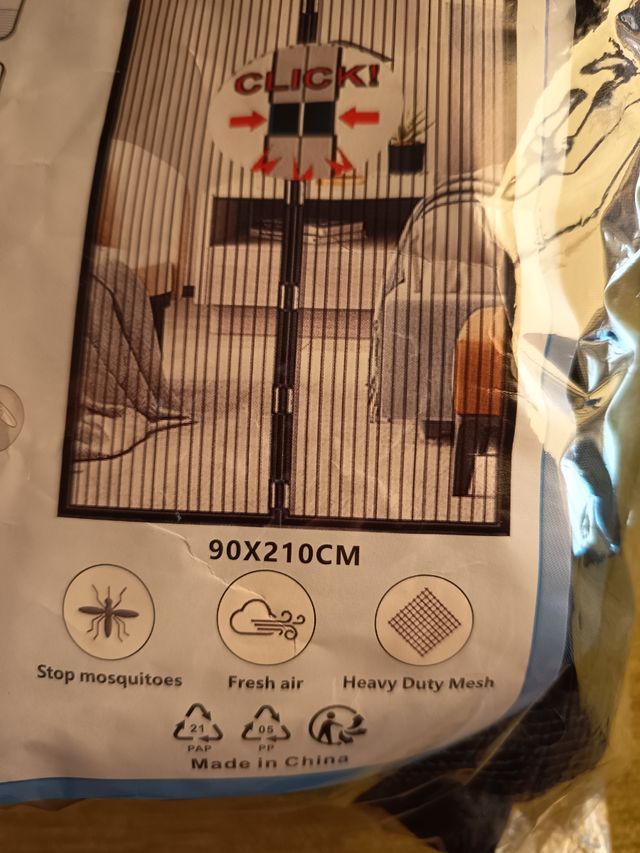 CLICK!
90X210CM
Stop mosquitoes
Fresh air
Heavy Duty Mesh
21
PAP
05
PP
Made in China